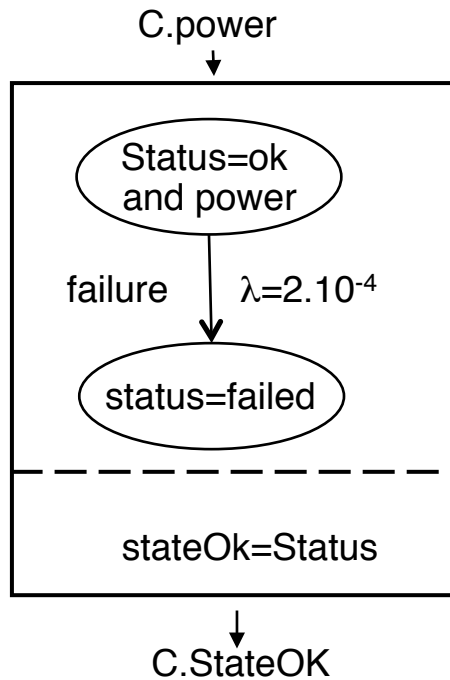 C.power
Status=ok
and power
failure
λ=2.10⁻⁴
status=failed
stateOk=Status
C.StateOK